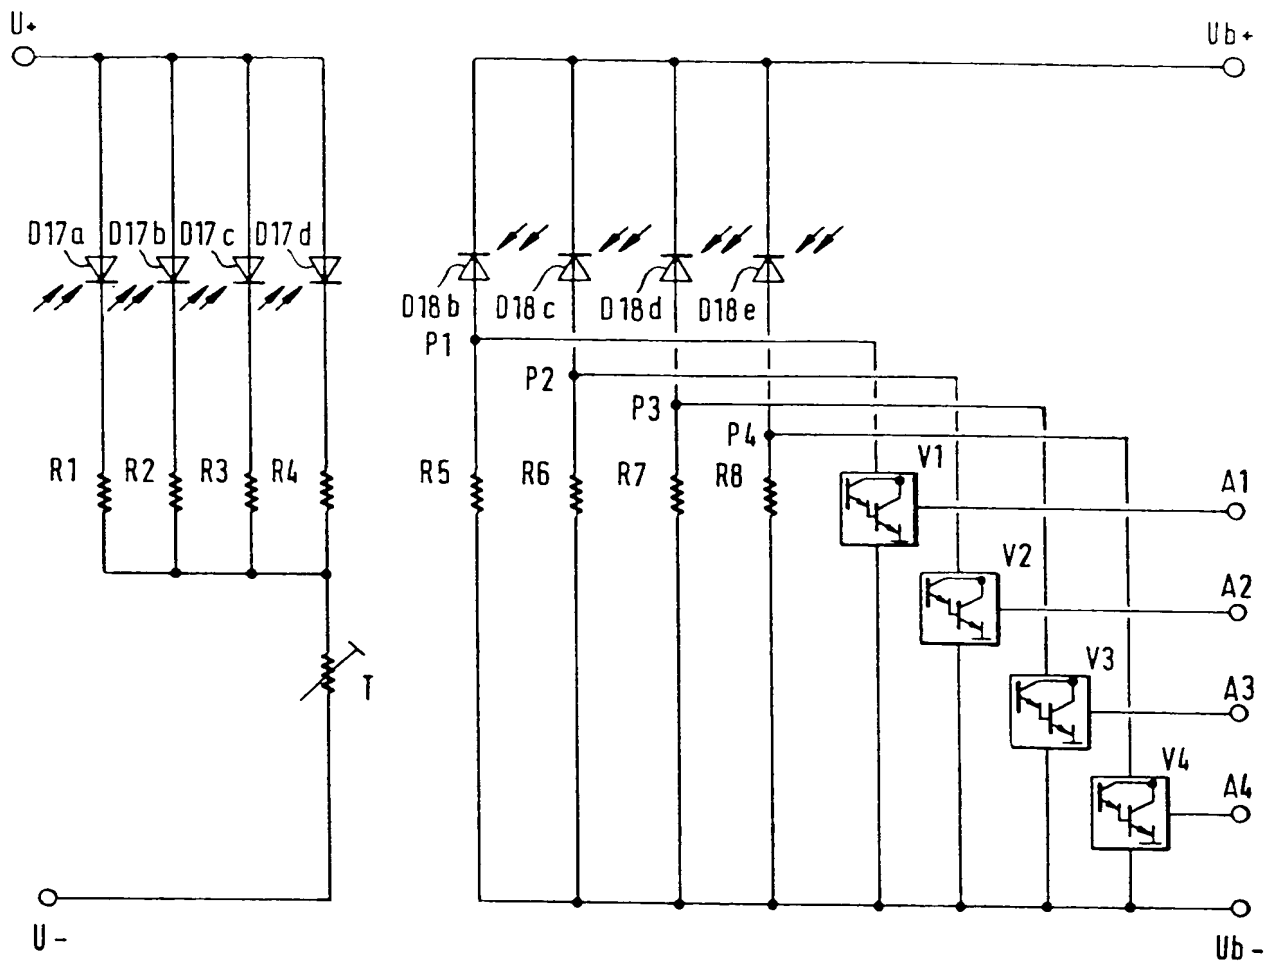 U+
Ub+
D17a D17b D17c D17d
D18b D18c D18d D18e
P1
P2
P3
P4
R1 R2 R3 R4
R5 R6 R7 R8
V1
A1
V2
A2
V3
A3
T
V4
A4
U-
Ub-